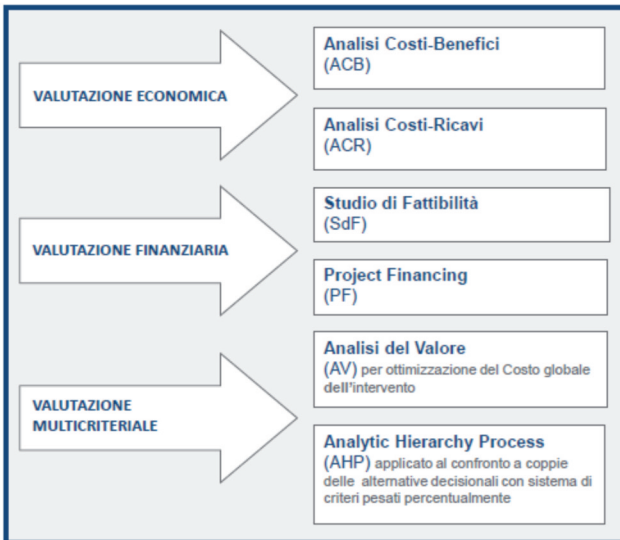 VALUTAZIONE ECONOMICA
Analisi Costi-Benefici
(ACB)
Analisi Costi-Ricavi
(ACR)
VALUTAZIONE FINANZIARIA
Studio di Fattibilità
(SdF)
Project Financing
(PF)
VALUTAZIONE
MULTICRITERIALE
Analisi del Valore
(AV) per ottimizzazione del Costo globale
dell'intervento
Analytic Hierarchy Process
(AHP) applicato al confronto a coppie
delle alternative decisionali con sistema di
criteri pesati percentualmente